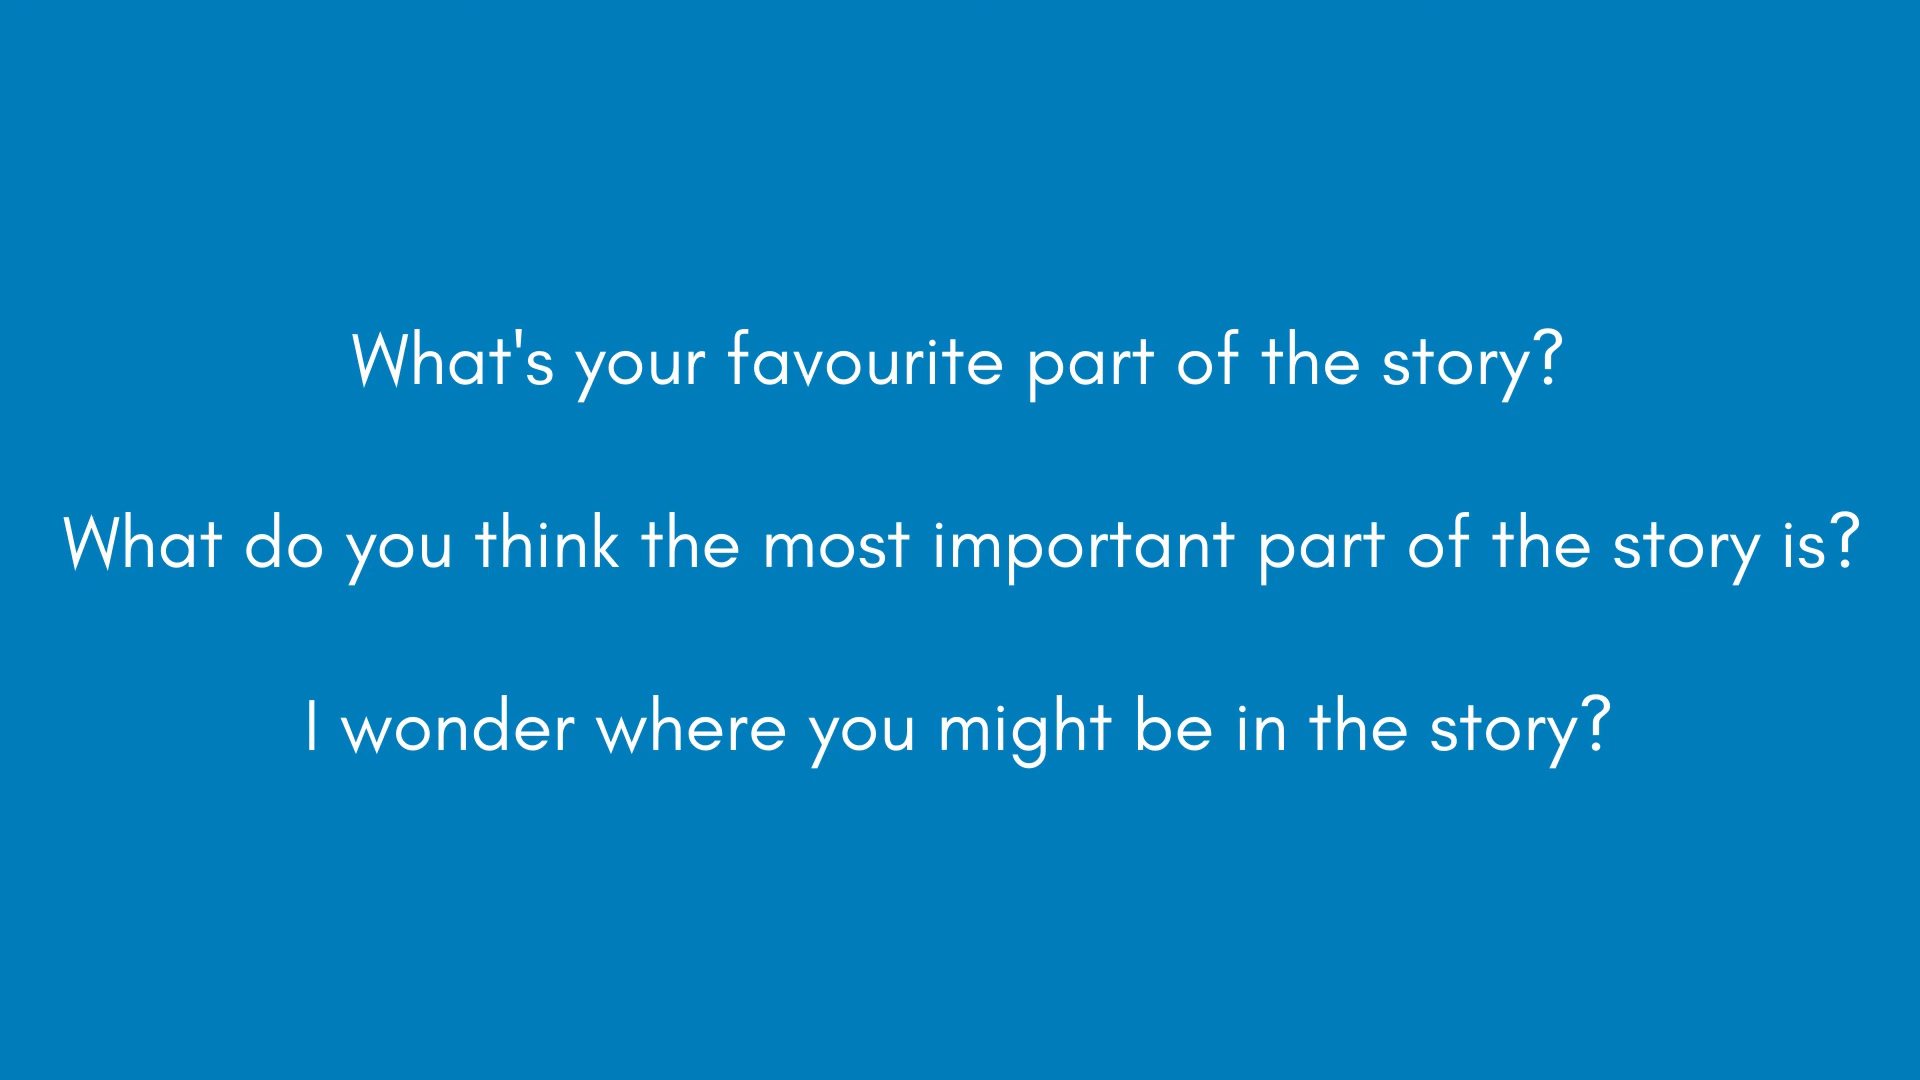 What's your favourite part of the story?
What do you think the most important part of the story is?
I wonder where you might be in the story?